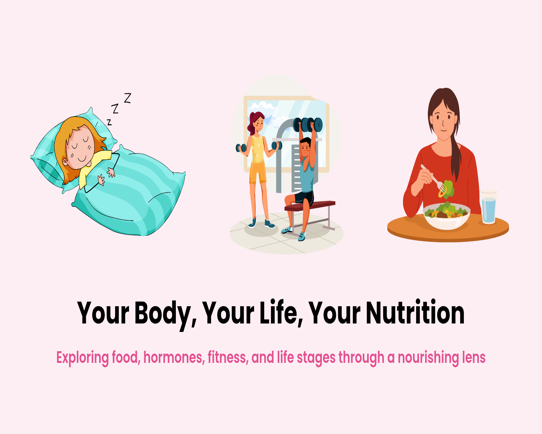 z
z
z
Your Body, Your Life, Your Nutrition
Exploring food, hormones, fitness, and life stages through a nourishing lens